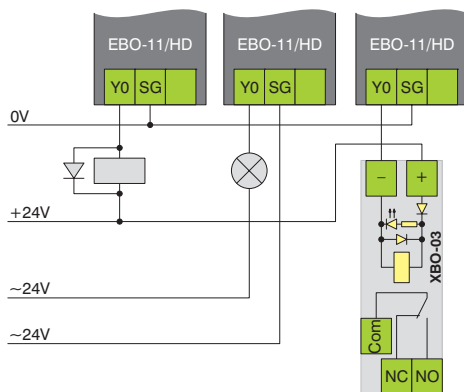 EBO-11/HD EBO-11/HD EBO-11/HD
Y0 SG Y0 SG Y0 SG
0V
− +
+24V
XBO-03
~24V
Com
~24V
NC NO